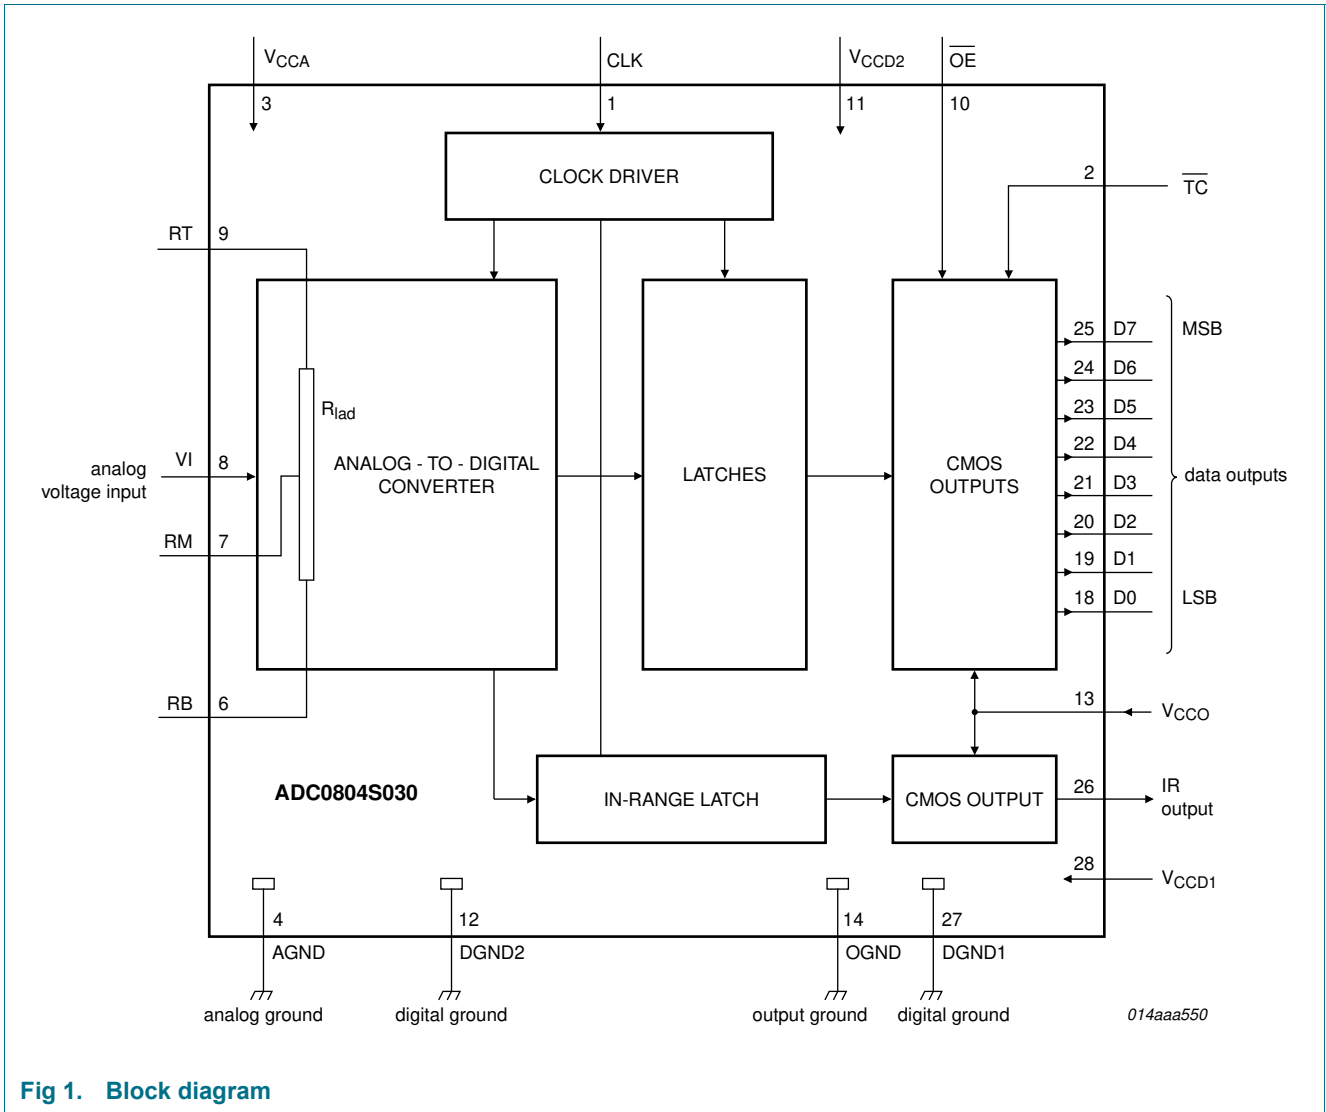 VCCA
CLK
VCCD2
OE
3
1
11
10
CLOCK DRIVER
2
TC
RT
9
25
D7
MSB
24
D6
Rlad
23
D5
22
D4
analog
voltage input
VI
8
ANALOG - TO - DIGITAL
CONVERTER
LATCHES
CMOS
OUTPUTS
21
D3
data outputs
20
D2
RM
7
19
D1
18
D0
LSB
RB
6
13
VCCO
ADC0804S030
IN-RANGE LATCH
CMOS OUTPUT
26
IR
output
28
VCCD1
4
12
14
27
AGND
DGND2
OGND
DGND1
analog ground
digital ground
output ground
digital ground
014aaa550
Fig 1. Block diagram